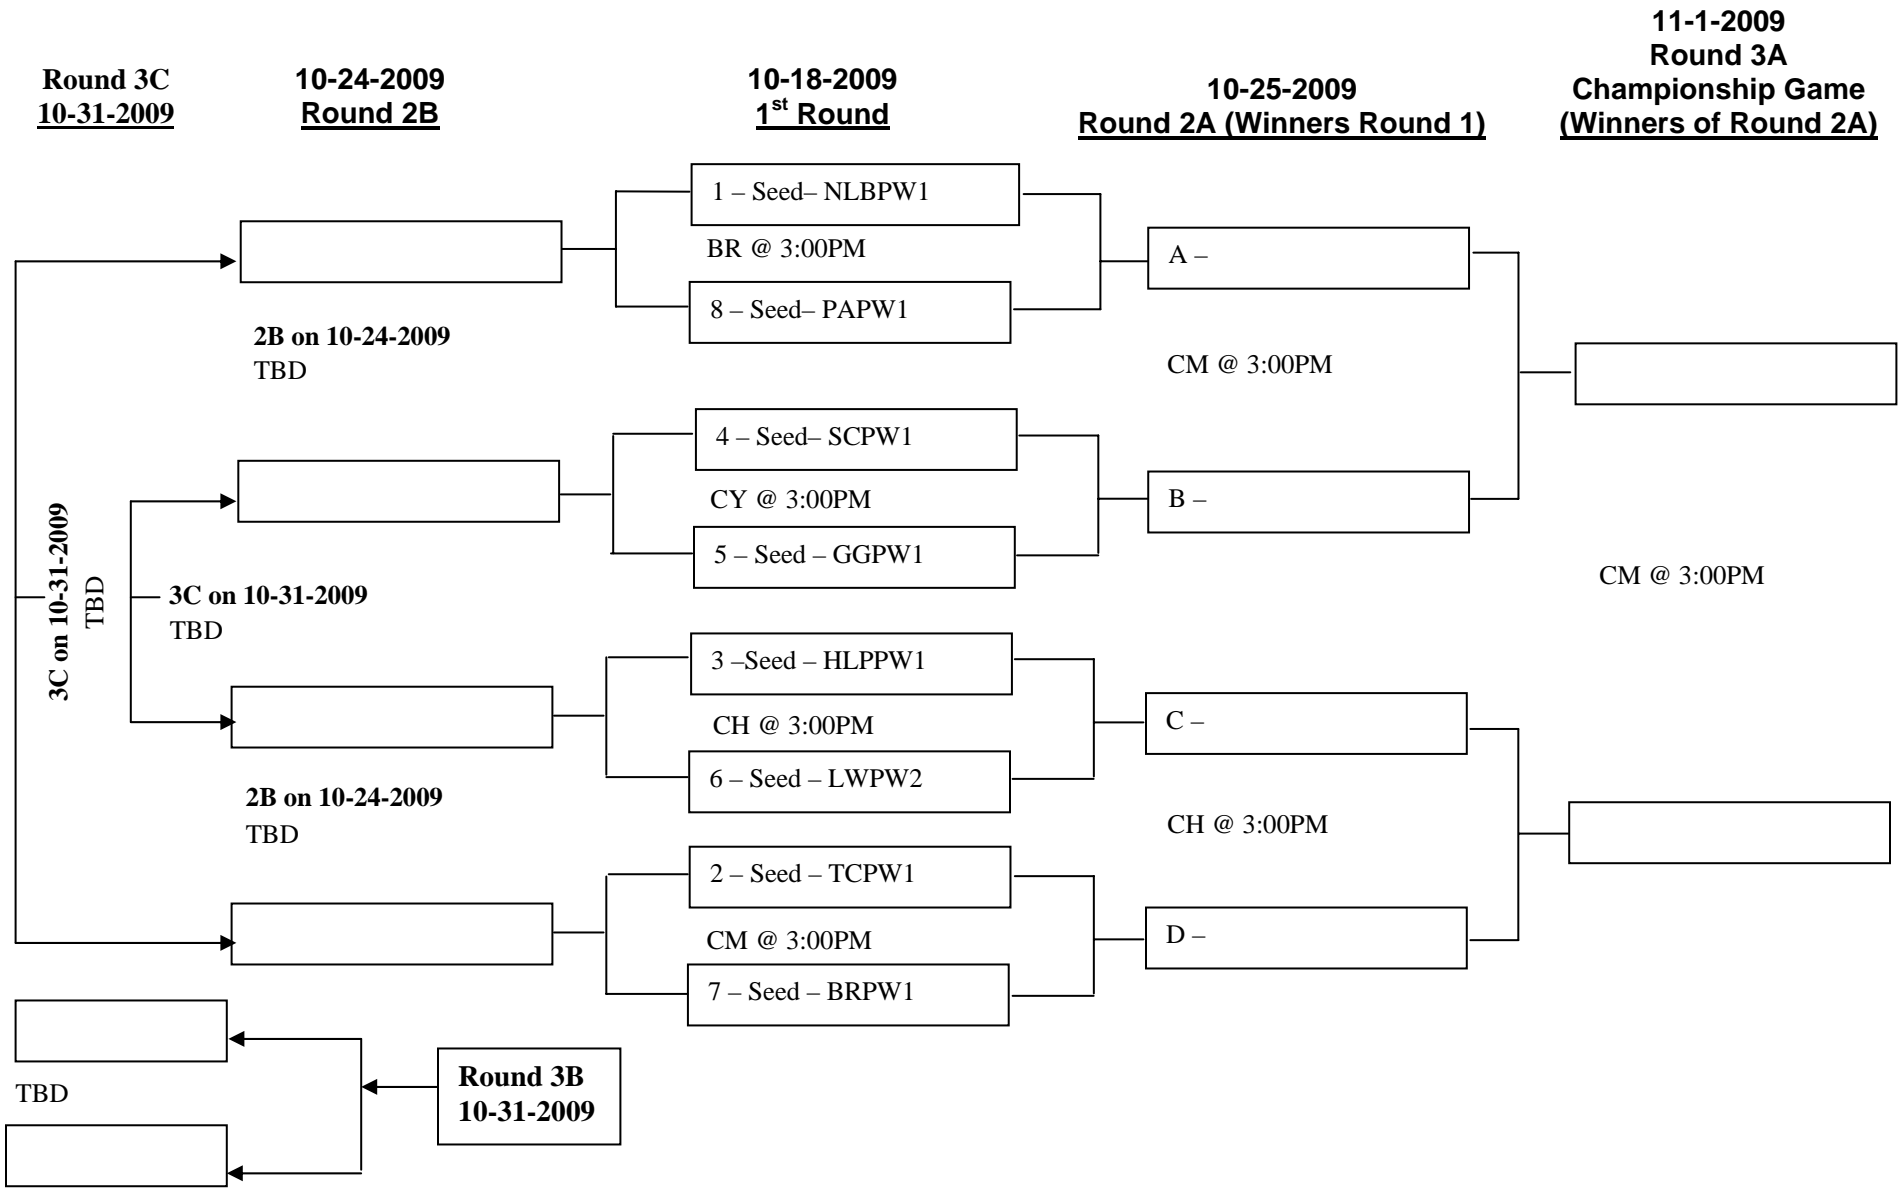 Round 3C
10-31-2009
10-24-2009
Round 2B
10-18-2009
1st Round
10-25-2009
Round 2A (Winners Round 1)
11-1-2009
Round 3A
Championship Game
(Winners of Round 2A)
1 – Seed– NLBPW1
BR @ 3:00PM
8 – Seed– PAPW1
2B on 10-24-2009
TBD
A –
CM @ 3:00PM
4 – Seed– SCPW1
CY @ 3:00PM
5 – Seed – GGPW1
B –
CM @ 3:00PM
3C on 10-31-2009
TBD
3C on 10-31-2009
TBD
3 –Seed – HLPPW1
CH @ 3:00PM
6 – Seed – LWPW2
C –
2B on 10-24-2009
TBD
CH @ 3:00PM
2 – Seed – TCPW1
CM @ 3:00PM
7 – Seed – BRPW1
D –
TBD
Round 3B
10-31-2009